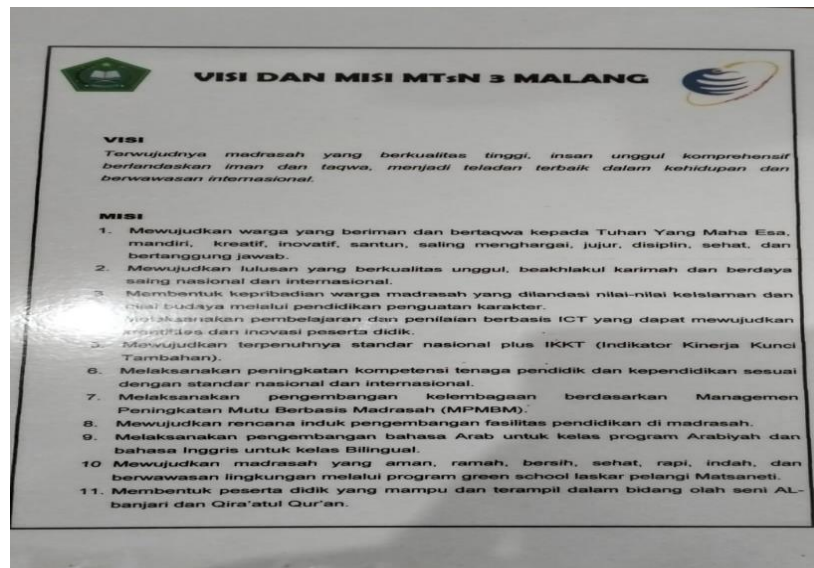 VISI DAN MISI MTsN 3 MALANG
VISI
Terwujudnya madrasah yang berkualitas tinggi, insan unggul komprehensif
berlandaskan iman dan taqwa, menjadi teladan terbaik dalam kehidupan dan
berwawasan internasional.
MISI
1. Mewujudkan warga yang beriman dan bertaqwa kepada Tuhan Yang Maha Esa,
mandiri, kreatif, inovatif, santun, saling menghargai, jujur, disiplin, sehat, dan
bertanggung jawab.
2. Mewujudkan lulusan yang berkualitas unggul, beakhlakul karimah dan berdaya
saing nasional dan internasional.
3. Membentuk kepribadian warga madrasah yang dilandasi nilai-nilai keislaman dan
nilai budaya melalui pendidikan penguatan karakter.
Melaksanakan pembelajaran dan penilaian berbasis ICT yang dapat mewujudkan
dan inovasi peserta didik.
5. Mewujudkan terpenuhnya standar nasional plus IKKT (Indikator Kinerja Kunci
Tambahan).
6. Melaksanakan peningkatan kompetensi tenaga pendidik dan kependidikan sesuai
dengan standar nasional dan internasional.
7. Melaksanakan pengembangan kelembagaan berdasarkan Managemen
Peningkatan Mutu Berbasis Madrasah (MPMBM).
8. Mewujudkan rencana induk pengembangan fasilitas pendidikan di madrasah.
9. Melaksanakan pengembangan bahasa Arab untuk kelas program Arabiyah dan
bahasa Inggris untuk kelas Bilingual.
10 Mewujudkan madrasah yang aman, ramah, bersih, sehat, rapi, indah, dan
berwawasan lingkungan melalui program green school laskar pelangi Matsaneti.
11. Membentuk peserta didik yang mampu dan terampil dalam bidang olah seni AL-
banjari dan Qira'atul Qur'an.